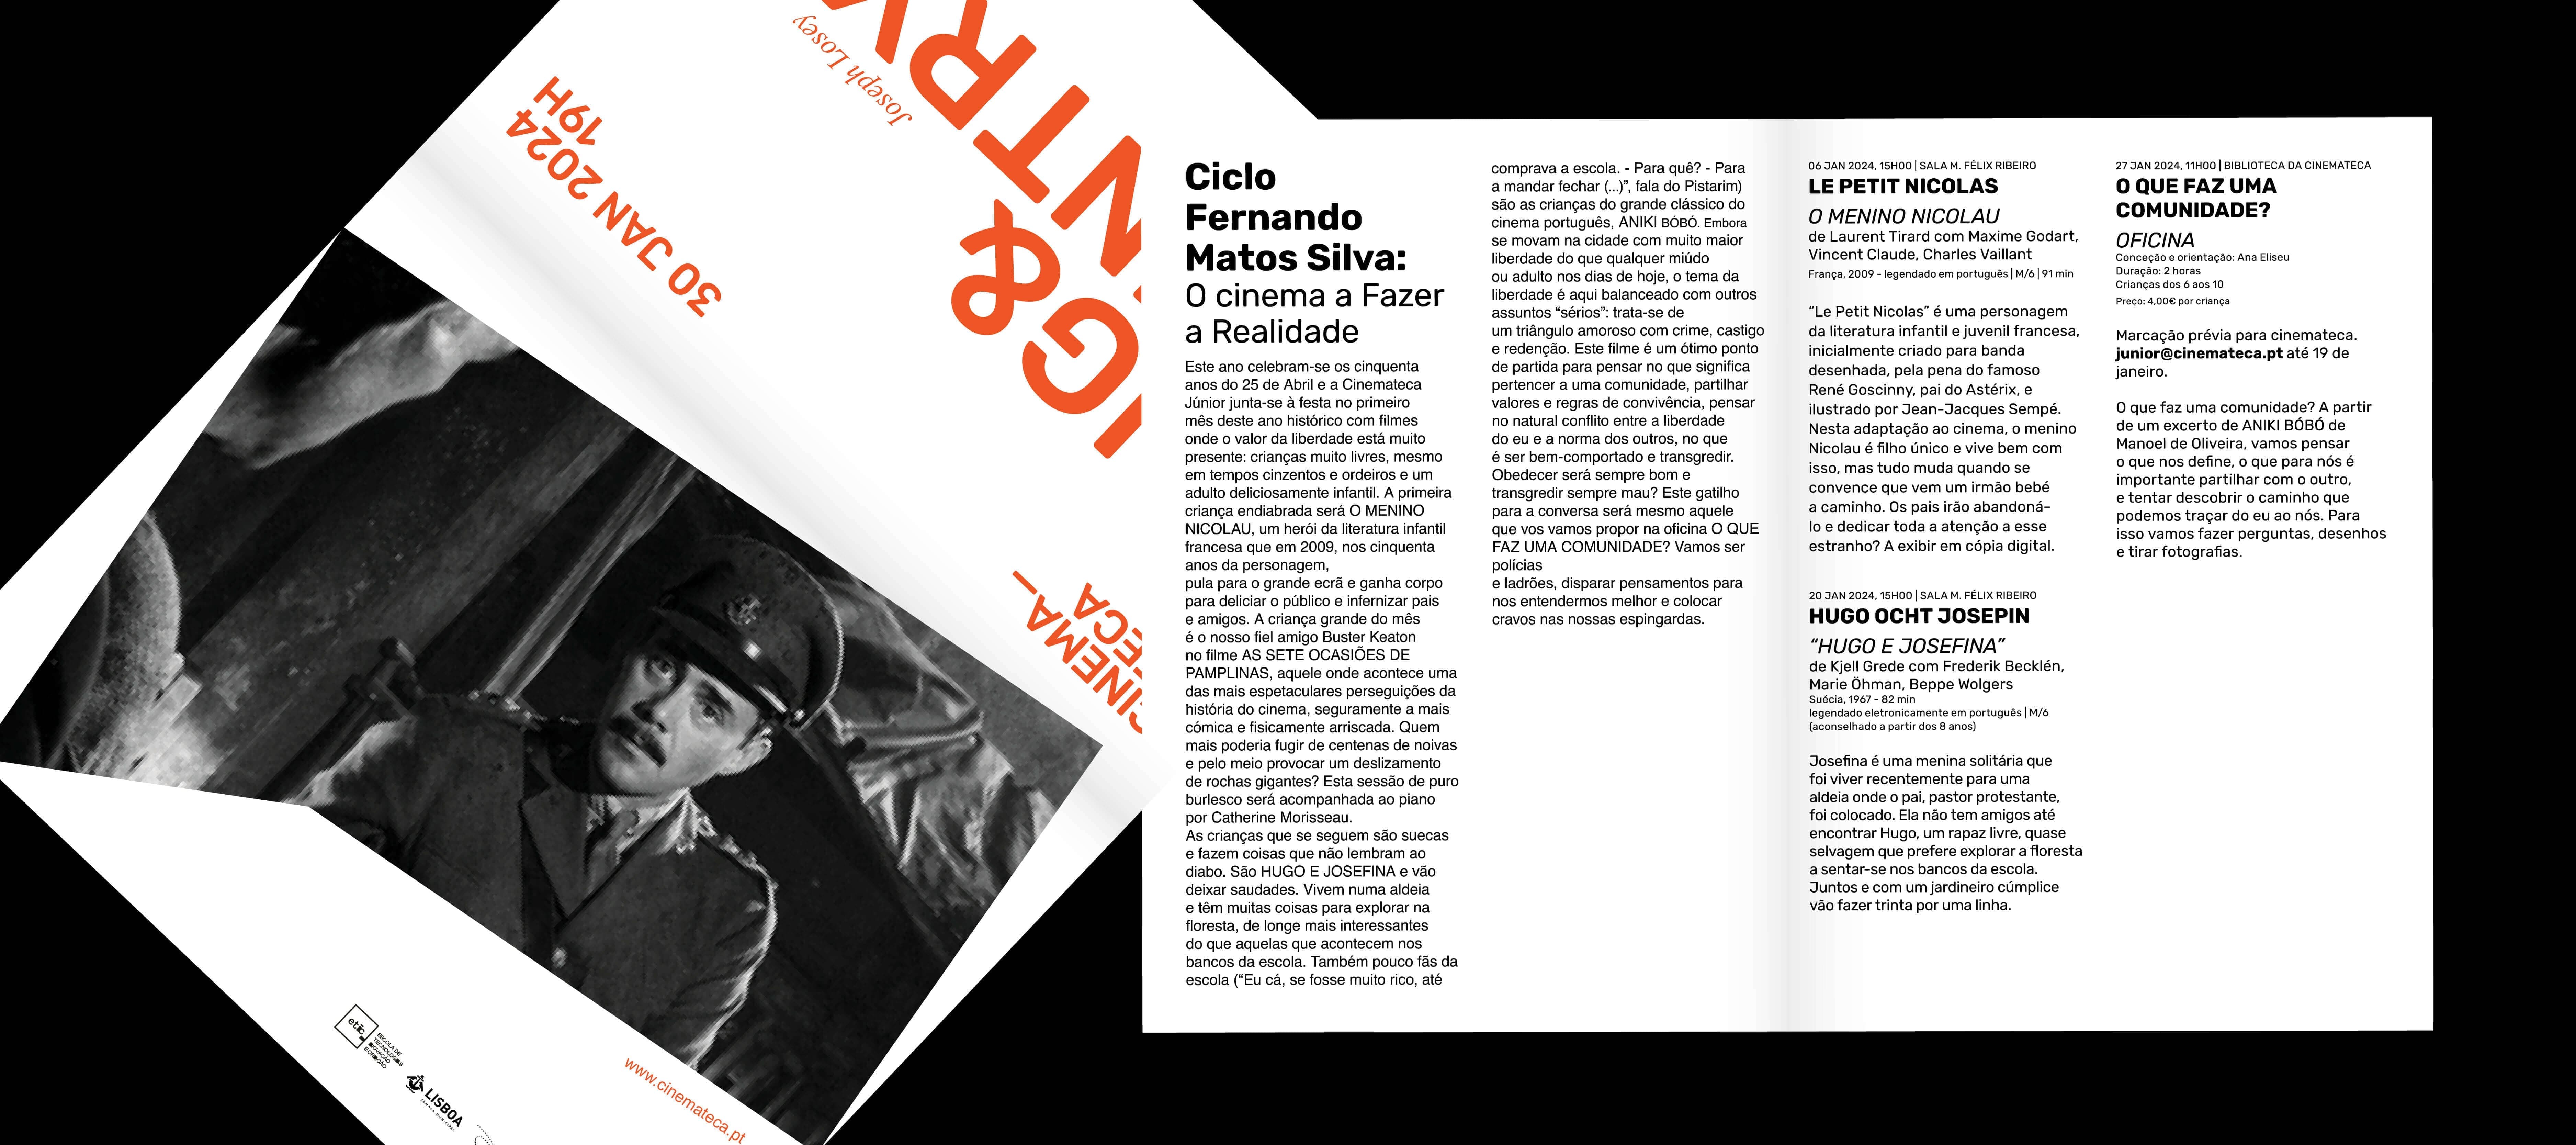 Joseph Losey
NTRY
NG&
30 JAN 2024
19H
CINEMA–
TECA
www.cinemateca.pt
etic
ESCOLA DE
TECNOLOGIAS
INOVAÇÃO
E CRIAÇÃO
LISBOA
CÂMARA MUNICIPAL
Ciclo
Fernando
Matos Silva:
O cinema a Fazer
a Realidade
Este ano celebram-se os cinquenta
anos do 25 de Abril e a Cinemateca
Júnior junta-se à festa no primeiro
mês deste ano histórico com filmes
onde o valor da liberdade está muito
presente: crianças muito livres, mesmo
em tempos cinzentos e ordeiros e um
adulto deliciosamente infantil. A primeira
criança endiabrada será O MENINO
NICOLAU, um herói da literatura infantil
francesa que em 2009, nos cinquenta
anos da personagem,
pula para o grande ecrã e ganha corpo
para deliciar o público e infernizar pais
e amigos. A criança grande do mês
é o nosso fiel amigo Buster Keaton
no filme AS SETE OCASIÕES DE
PAMPLINAS, aquele onde acontece uma
das mais espetaculares perseguições da
história do cinema, seguramente a mais
cómica e fisicamente arriscada. Quem
mais poderia fugir de centenas de noivas
e pelo meio provocar um deslizamento
de rochas gigantes? Esta sessão de puro
burlesco será acompanhada ao piano
por Catherine Morisseau.
As crianças que se seguem são suecas
e fazem coisas que não lembram ao
diabo. São HUGO E JOSEFINA e vão
deixar saudades. Vivem numa aldeia
e têm muitas coisas para explorar na
floresta, de longe mais interessantes
do que aquelas que acontecem nos
bancos da escola. Também pouco fãs da
escola (“Eu cá, se fosse muito rico, até
comprava a escola. - Para quê? - Para
a mandar fechar (...)”, fala do Pistarim)
são as crianças do grande clássico do
cinema português, ANIKI BÓBÓ. Embora
se movam na cidade com muito maior
liberdade do que qualquer miúdo
ou adulto nos dias de hoje, o tema da
liberdade é aqui balanceado com outros
assuntos “sérios”: trata-se de
um triângulo amoroso com crime, castigo
e redenção. Este filme é um ótimo ponto
de partida para pensar no que significa
pertencer a uma comunidade, partilhar
valores e regras de convivência, pensar
no natural conflito entre a liberdade
do eu e a norma dos outros, no que
é ser bem-comportado e transgredir.
Obedecer será sempre bom e
transgredir sempre mau? Este gatilho
para a conversa será mesmo aquele
que vos vamos propor na oficina O QUE
FAZ UMA COMUNIDADE? Vamos ser
polícias
e ladrões, disparar pensamentos para
nos entendermos melhor e colocar
cravos nas nossas espingardas.
06 JAN 2024, 15H00 | SALA M. FÉLIX RIBEIRO
LE PETIT NICOLAS
O MENINO NICOLAU
de Laurent Tirard com Maxime Godart,
Vincent Claude, Charles Vaillant
França, 2009 - legendado em português | M/6 | 91 min
“Le Petit Nicolas” é uma personagem
da literatura infantil e juvenil francesa,
inicialmente criado para banda
desenhada, pela pena do famoso
René Goscinny, pai do Astérix, e
ilustrado por Jean-Jacques Sempé.
Nesta adaptação ao cinema, o menino
Nicolau é filho único e vive bem com
isso, mas tudo muda quando se
convence que vem um irmão bebé
a caminho. Os pais irão abandoná-
lo e dedicar toda a atenção a esse
estranho? A exibir em cópia digital.
20 JAN 2024, 15H00 | SALA M. FÉLIX RIBEIRO
HUGO OCHT JOSEPIN
“HUGO E JOSEFINA”
de Kjell Grede com Frederik Becklén,
Marie Öhman, Beppe Wolgers
Suécia, 1967 - 82 min
legendado eletronicamente em português | M/6
(aconselhado a partir dos 8 anos)
Josefina é uma menina solitária que
foi viver recentemente para uma
aldeia onde o pai, pastor protestante,
foi colocado. Ela não tem amigos até
encontrar Hugo, um rapaz livre, quase
selvagem que prefere explorar a floresta
a sentar-se nos bancos da escola.
Juntos e com um jardineiro cúmplice
vão fazer trinta por uma linha.
27 JAN 2024, 11H00 | BIBLIOTECA DA CINEMATECA
O QUE FAZ UMA
COMUNIDADE?
OFICINA
Conceção e orientação: Ana Eliseu
Duração: 2 horas
Crianças dos 6 aos 10
Preço: 4,00€ por criança
Marcação prévia para cinemateca.
junior@cinemateca.pt até 19 de
janeiro.
O que faz uma comunidade? A partir
de um excerto de ANIKI BÓBÓ de
Manoel de Oliveira, vamos pensar
o que nos define, o que para nós é
importante partilhar com o outro,
e tentar descobrir o caminho que
podemos traçar do eu ao nós. Para
isso vamos fazer perguntas, desenhos
e tirar fotografias.